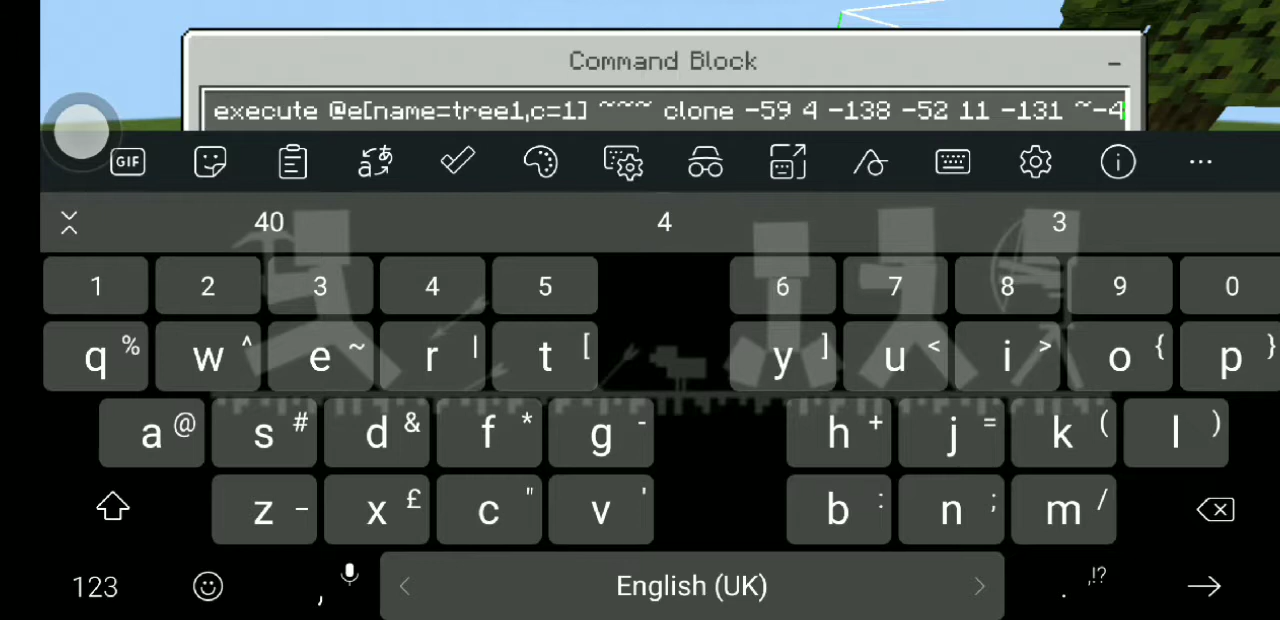 Command Block
execute @e[name=tree1,c=1] ~~~ clone -59 4 -138 -52 11 -131 ~-4
GIF
40 4 3
1 2 3 4 5 6 7 8 9 0
q % w ^ e ~ r | t [ y ] u < i > o { p }
a @ s # d & f * g - h + j = k ( l )
z _ x £ c " v ' b : n ; m /
123 , < English (UK) > . ,!?